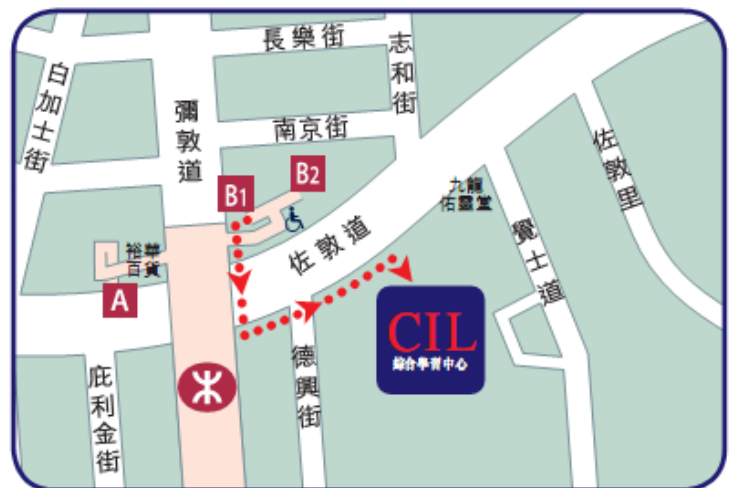 長樂街
志和街
白加士街
彌敦道
南京街
佐敦里
B1
B2
九龍
佑靈堂
佐敦道
覺士道
裕華
百貨
A
CIL
綜合學習中心
德興街
庇利金街